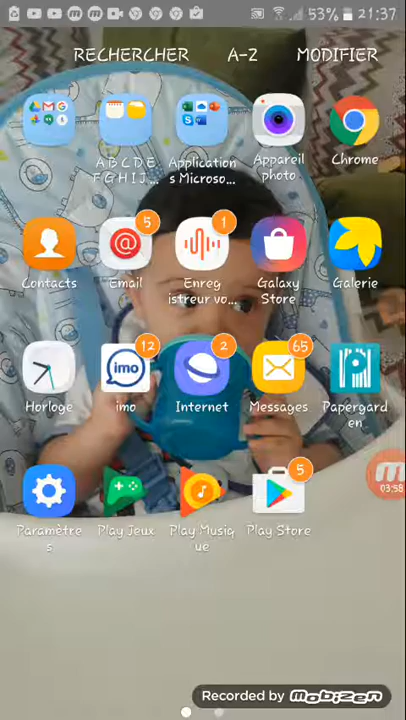 53% 21:37
RECHERCHER A-Z MODIFIER
A B C D E
F G H I J...
Application
s Microso...
Appareil
photo
Chrome
5
1
Contacts
Email
Enreg
istreur vo...
Galaxy
Store
Galerie
12
2
65
imo
Horloge
imo
Internet
Messages
Papergard
en
5
Paramètre
s
Play Jeux
Play Musiq
ue
Play Store
03:58
Recorded by mobizen